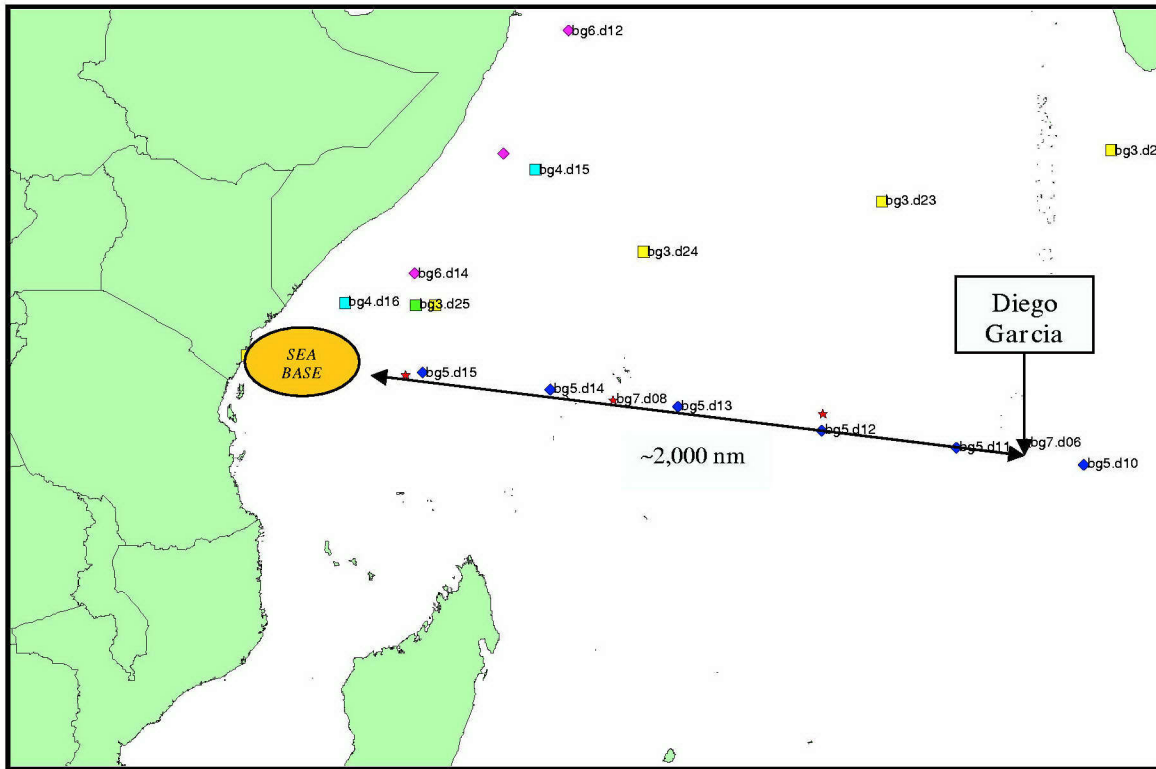 bg6.d12
bg3.d2
bg4.d15
bg3.d23
bg3.d24
bg6.d14
bg4.d16
bg3.d25
Diego
Garcia
SEA
BASE
bg5.d15
bg5.d14
bg7.d08
bg5.d13
bg5.d12
bg7.d06
bg5.d11
~2,000 nm
bg5.d10